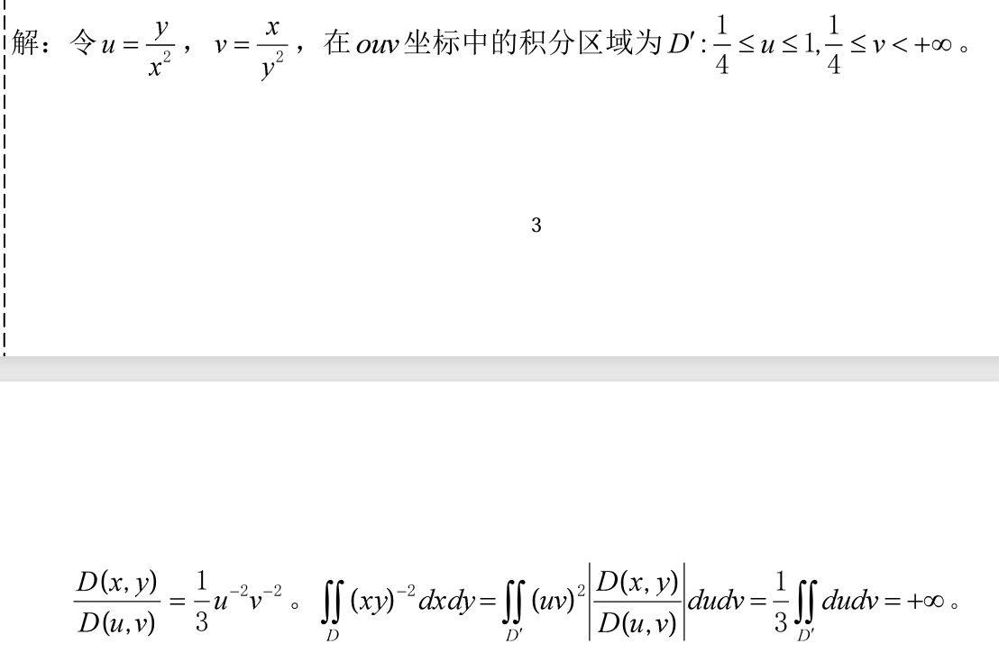 解：令 $u=\frac{y}{x^2}$，$v=\frac{x}{y^2}$，在 $ouv$ 坐标中的积分区域为 $D':\frac{1}{4}\le u\le 1,\frac{1}{4}\le v<+\infty$。
3
$\frac{D(x,y)}{D(u,v)}=\frac{1}{3}u^{-2}v^{-2}$。$\iint\limits_{D}(xy)^{-2}dxdy=\iint\limits_{D'}(uv)^2\left|\frac{D(x,y)}{D(u,v)}\right|dudv=\frac{1}{3}\iint\limits_{D'}dudv=+\infty$。